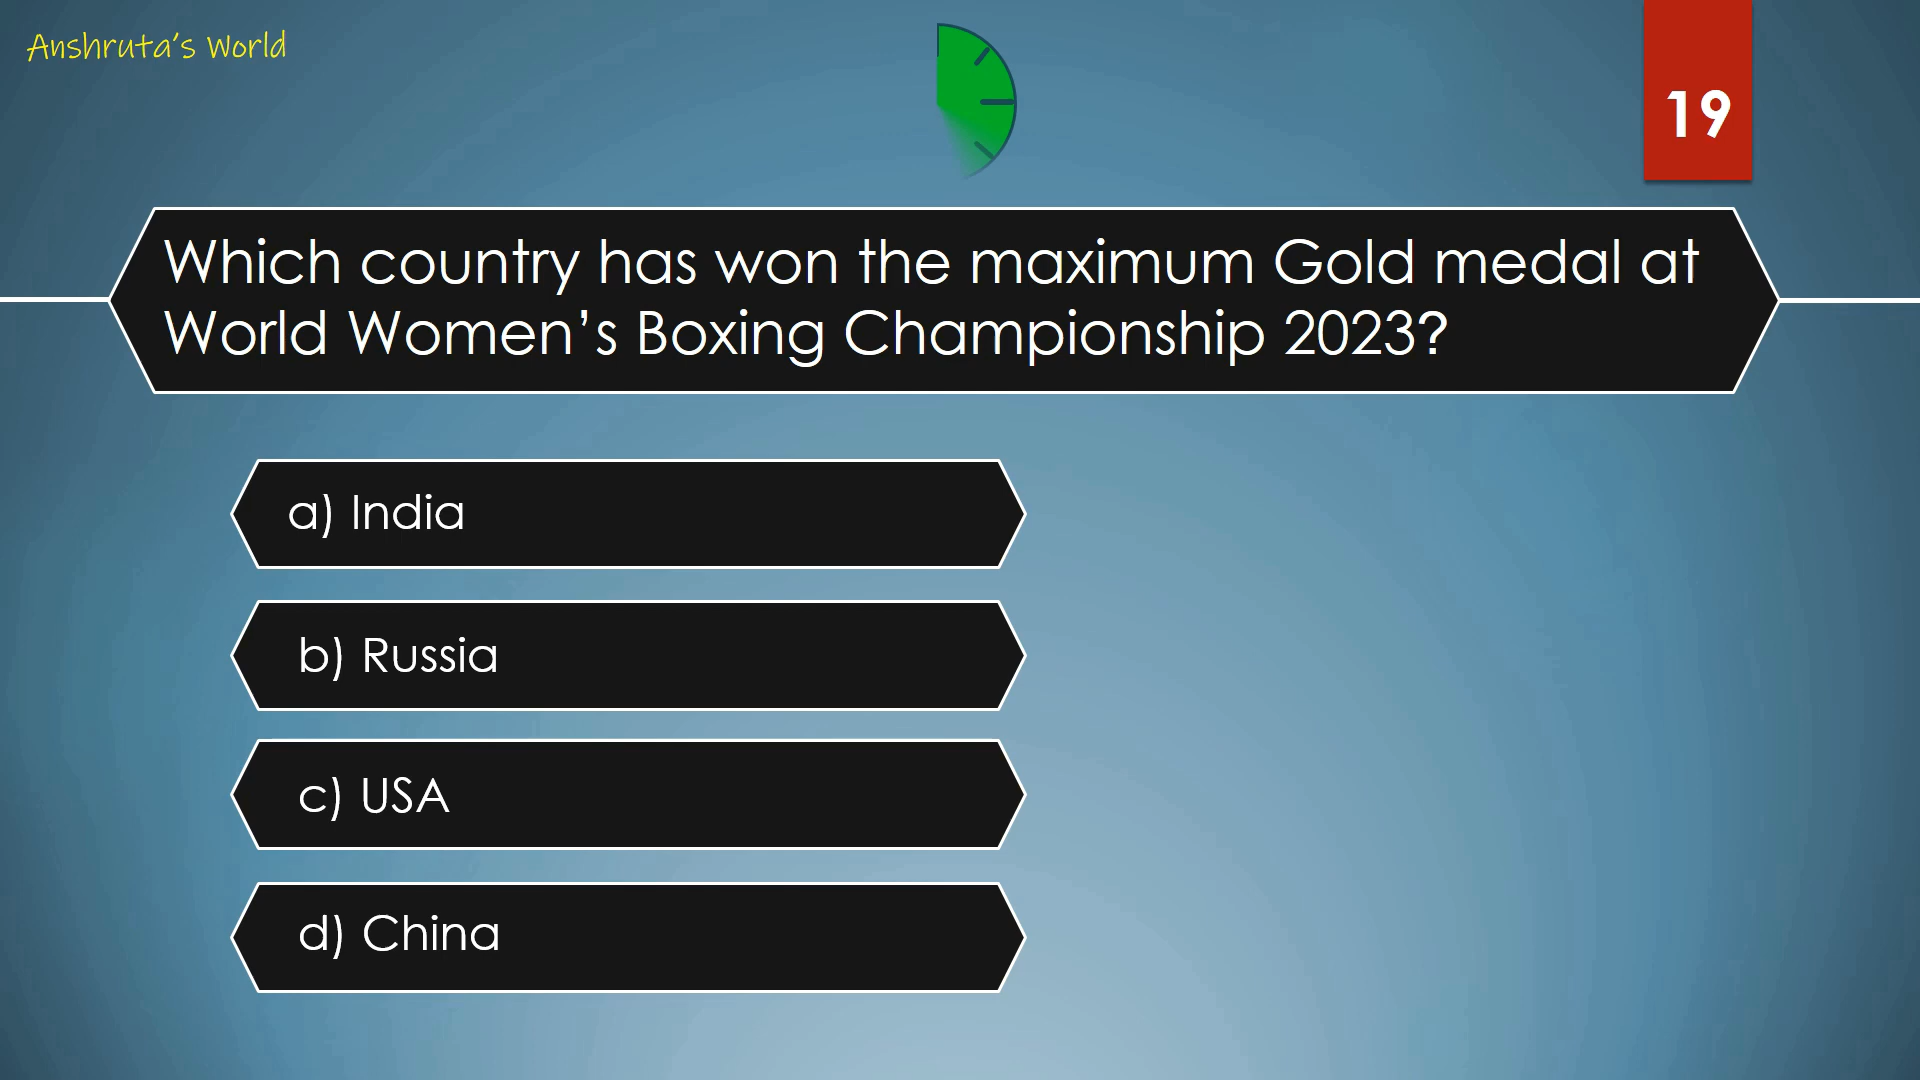 Anshruta's World
19
Which country has won the maximum Gold medal at
World Women’s Boxing Championship 2023?
a) India
b) Russia
c) USA
d) China